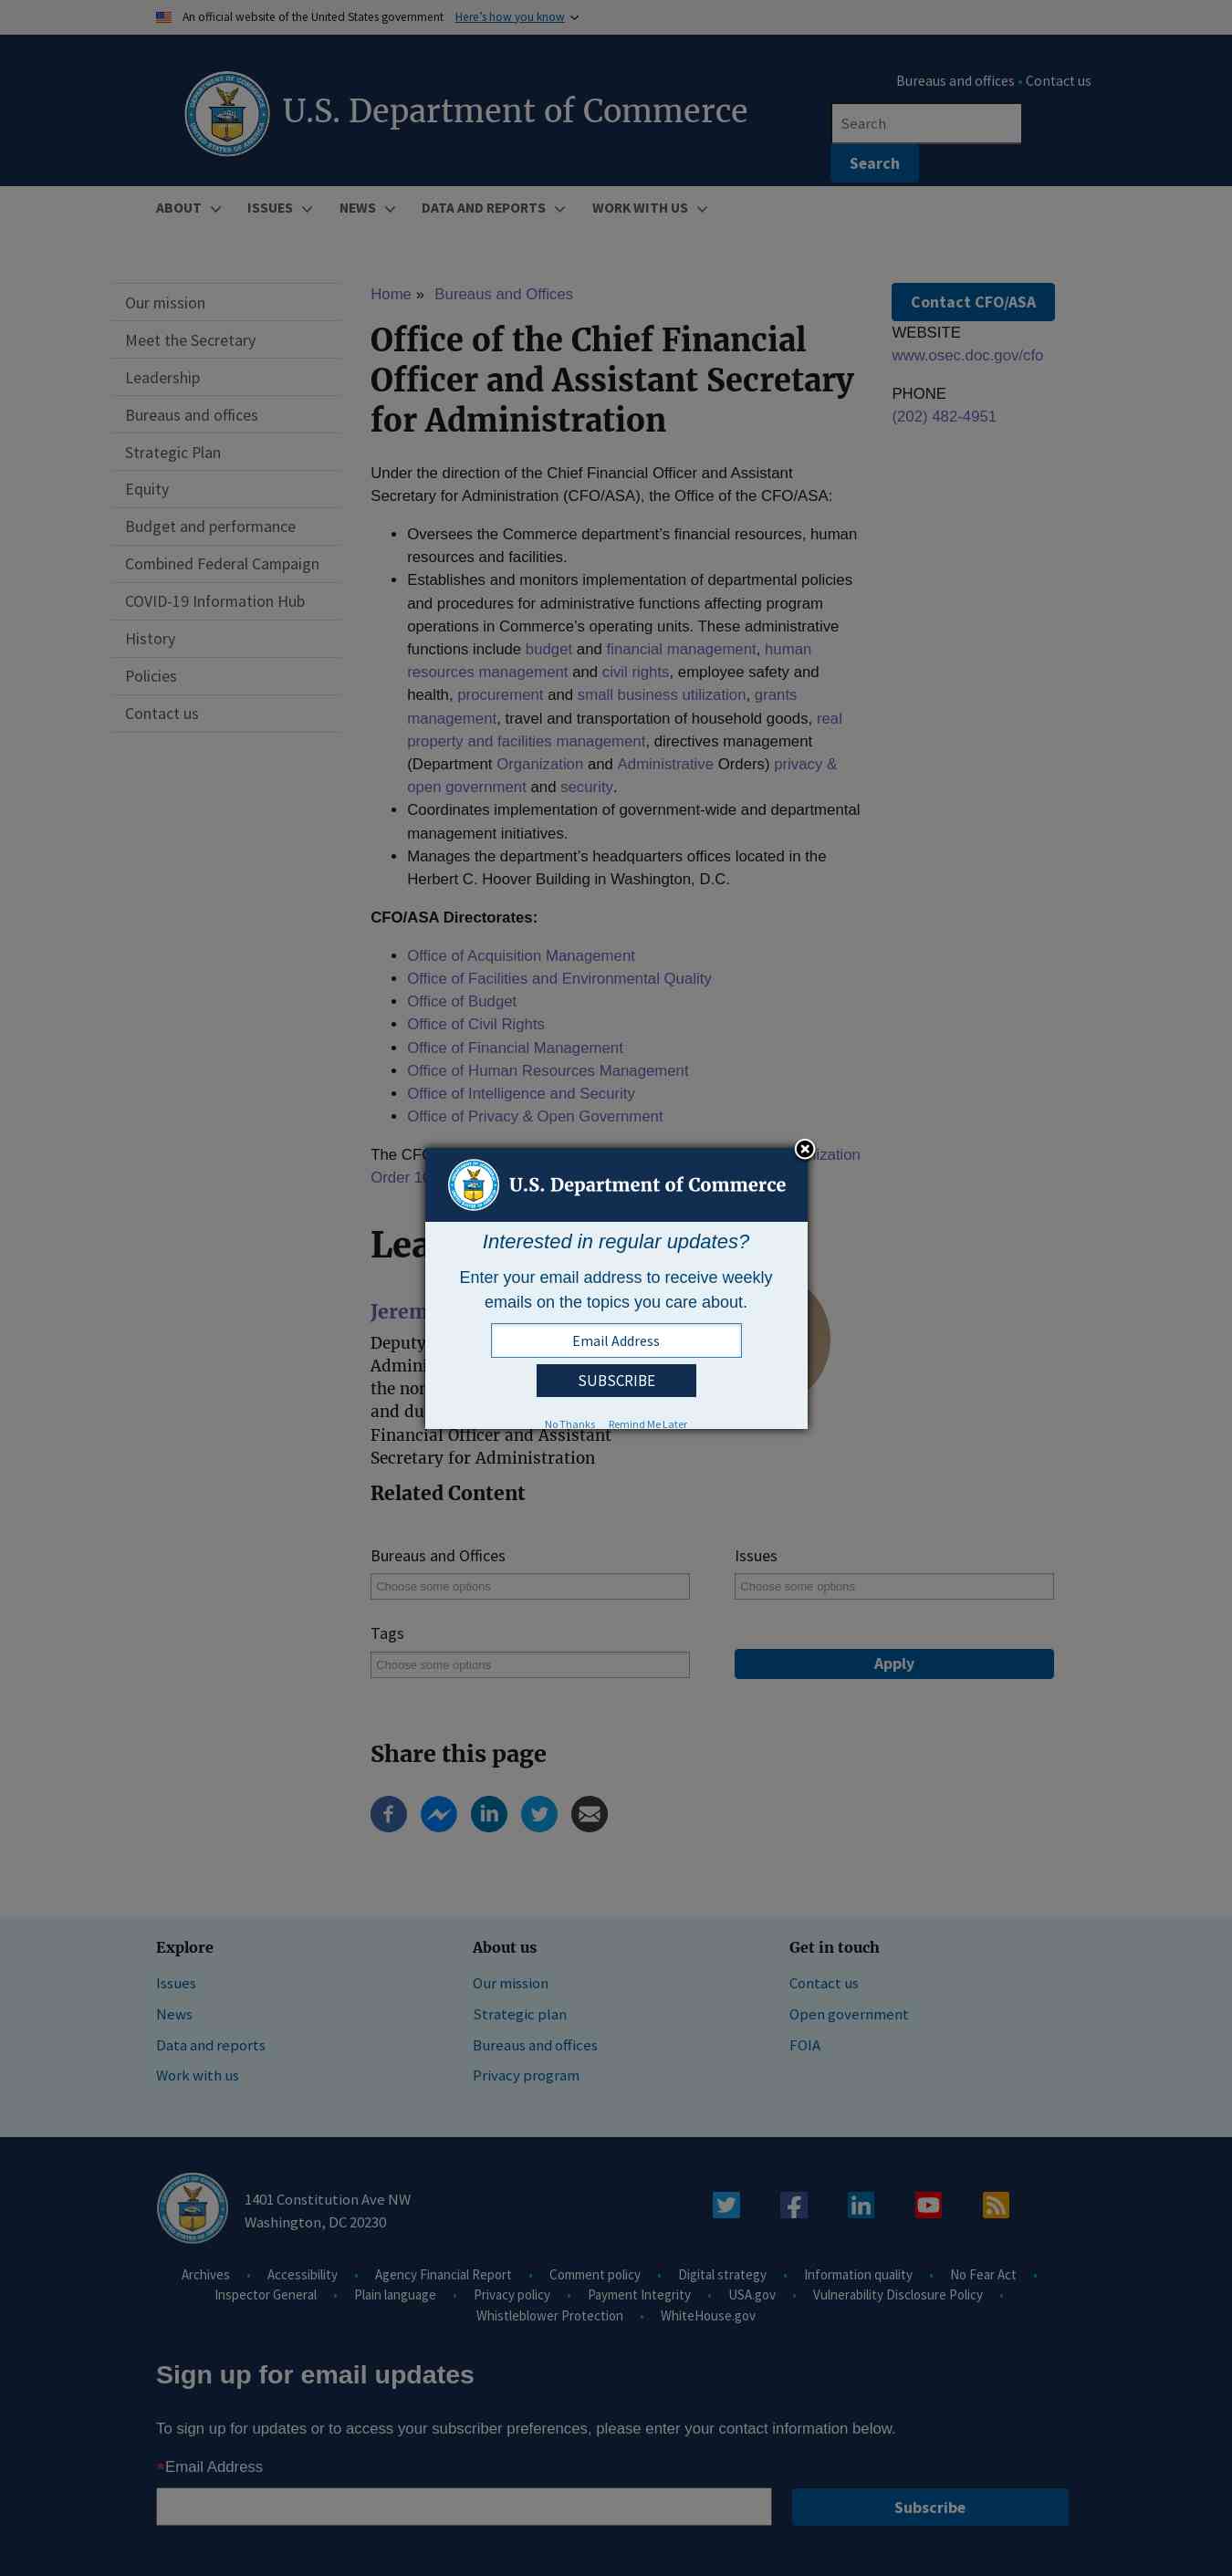 An official website of the United States government Here's how you know
Bureaus and offices • Contact us
U.S. Department of Commerce
Search
Search
ABOUT ISSUES NEWS DATA AND REPORTS WORK WITH US
Our mission
Meet the Secretary
Leadership
Bureaus and offices
Strategic Plan
Equity
Budget and performance
Combined Federal Campaign
COVID-19 Information Hub
History
Policies
Contact us
Home » Bureaus and Offices
Office of the Chief Financial
Officer and Assistant Secretary
for Administration
Under the direction of the Chief Financial Officer and Assistant
Secretary for Administration (CFO/ASA), the Office of the CFO/ASA:
• Oversees the Commerce department's financial resources, human
resources and facilities.
• Establishes and monitors implementation of departmental policies
and procedures for administrative functions affecting program
operations in Commerce's operating units. These administrative
functions include budget and financial management, human
resources management and civil rights, employee safety and
health, procurement and small business utilization, grants
management, travel and transportation of household goods, real
property and facilities management, directives management
(Department Organization and Administrative Orders) privacy &
open government and security.
• Coordinates implementation of government-wide and departmental
management initiatives.
• Manages the department's headquarters offices located in the
Herbert C. Hoover Building in Washington, D.C.
CFO/ASA Directorates:
• Office of Acquisition Management
• Office of Facilities and Environmental Quality
• Office of Budget
• Office of Civil Rights
• Office of Financial Management
• Office of Human Resources Management
• Office of Intelligence and Security
• Office of Privacy & Open Government
The
Order
Contact CFO/ASA
WEBSITE
www.osec.doc.gov/cfo
PHONE
(202) 482-4951
U.S. Department of Commerce
Interested in regular updates?
Enter your email address to receive weekly
emails on the topics you care about.
Email Address
SUBSCRIBE
No Thanks Remind Me Later
Deputy
the
and
Financial Officer and Assistant
Secretary for Administration
Related Content
Bureaus and Offices
Choose some options
Issues
Choose some options
Tags
Choose some options
Apply
Share this page
Explore
Issues
News
Data and reports
Work with us
About us
Our mission
Strategic plan
Bureaus and offices
Privacy program
Get in touch
Contact us
Open government
FOIA
1401 Constitution Ave NW
Washington, DC 20230
Archives • Accessibility • Agency Financial Report • Comment policy • Digital strategy • Information quality • No Fear Act •
Inspector General • Plain language • Privacy policy • Payment Integrity • USA.gov • Vulnerability Disclosure Policy •
Whistleblower Protection • WhiteHouse.gov
Sign up for email updates
To sign up for updates or to access your subscriber preferences, please enter your contact information below.
*Email Address
Subscribe